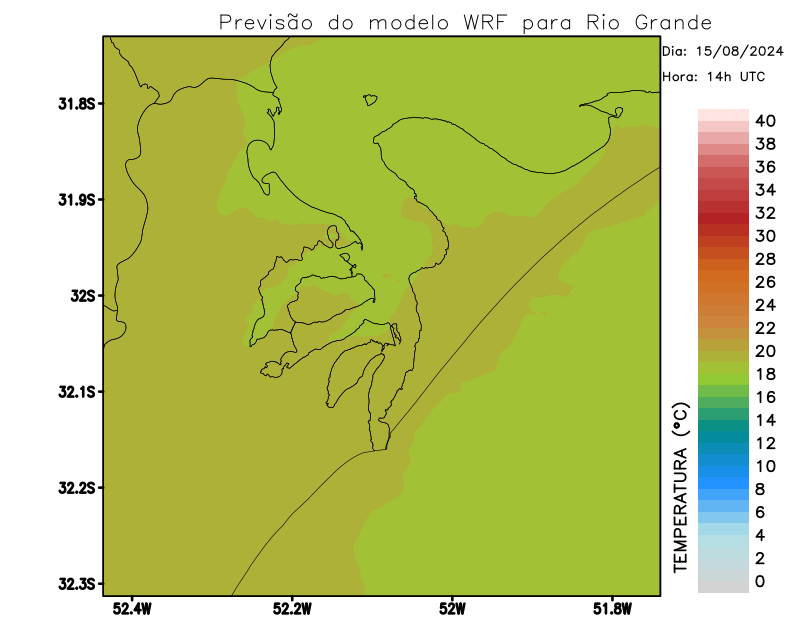 Previsão do modelo WRF para Rio Grande
Dia: 15/08/2024
Hora: 14h UTC
31.8S
31.9S
32S
32.1S
32.2S
32.3S
52.4W
52.2W
52W
51.8W
TEMPERATURA (°C)
40
38
36
34
32
30
28
26
24
22
20
18
16
14
12
10
8
6
4
2
0